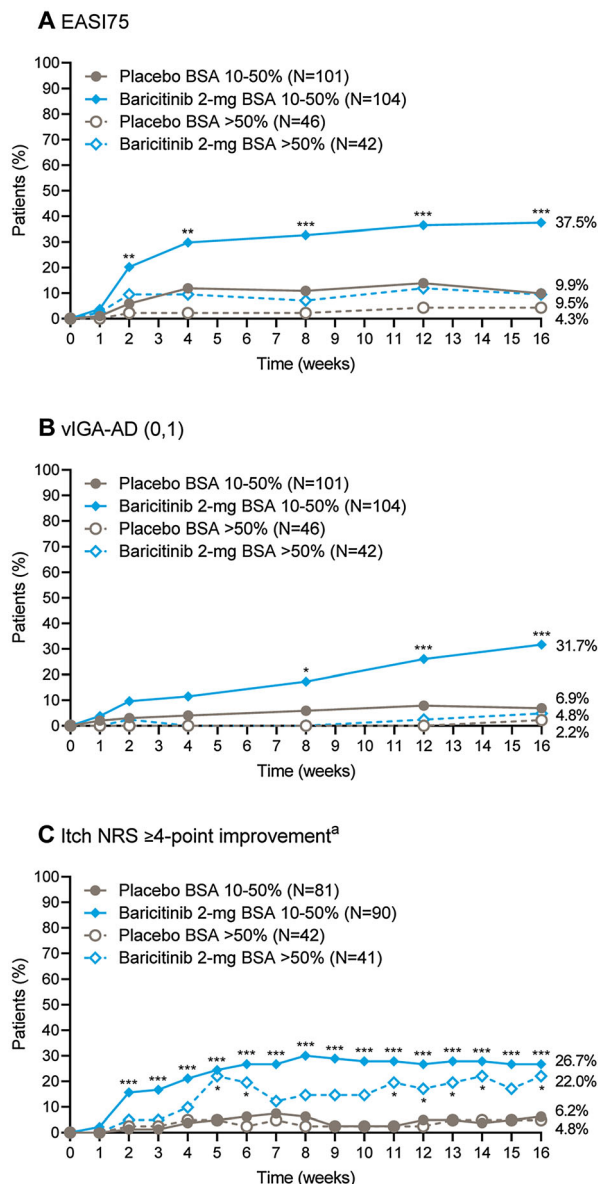 A EASI75
Patients (%)
100
90
80
70
60
50
40
30
20
10
0
Placebo BSA 10-50% (N=101)
Baricitinib 2-mg BSA 10-50% (N=104)
Placebo BSA >50% (N=46)
Baricitinib 2-mg BSA >50% (N=42)
** ** *** *** ***
37.5%
9.9%
9.5%
4.3%
0 1 2 3 4 5 6 7 8 9 10 11 12 13 14 15 16
Time (weeks)
B vIGA-AD (0,1)
Patients (%)
100
90
80
70
60
50
40
30
20
10
0
Placebo BSA 10-50% (N=101)
Baricitinib 2-mg BSA 10-50% (N=104)
Placebo BSA >50% (N=46)
Baricitinib 2-mg BSA >50% (N=42)
* *** ***
31.7%
6.9%
4.8%
2.2%
0 1 2 3 4 5 6 7 8 9 10 11 12 13 14 15 16
Time (weeks)
C Itch NRS ≥4-point improvementᵃ
Patients (%)
100
90
80
70
60
50
40
30
20
10
0
Placebo BSA 10-50% (N=81)
Baricitinib 2-mg BSA 10-50% (N=90)
Placebo BSA >50% (N=42)
Baricitinib 2-mg BSA >50% (N=41)
*** *** *** *** *** *** *** *** *** *** *** *** *** *** ***
* * * * * * *
26.7%
22.0%
6.2%
4.8%
0 1 2 3 4 5 6 7 8 9 10 11 12 13 14 15 16
Time (weeks)